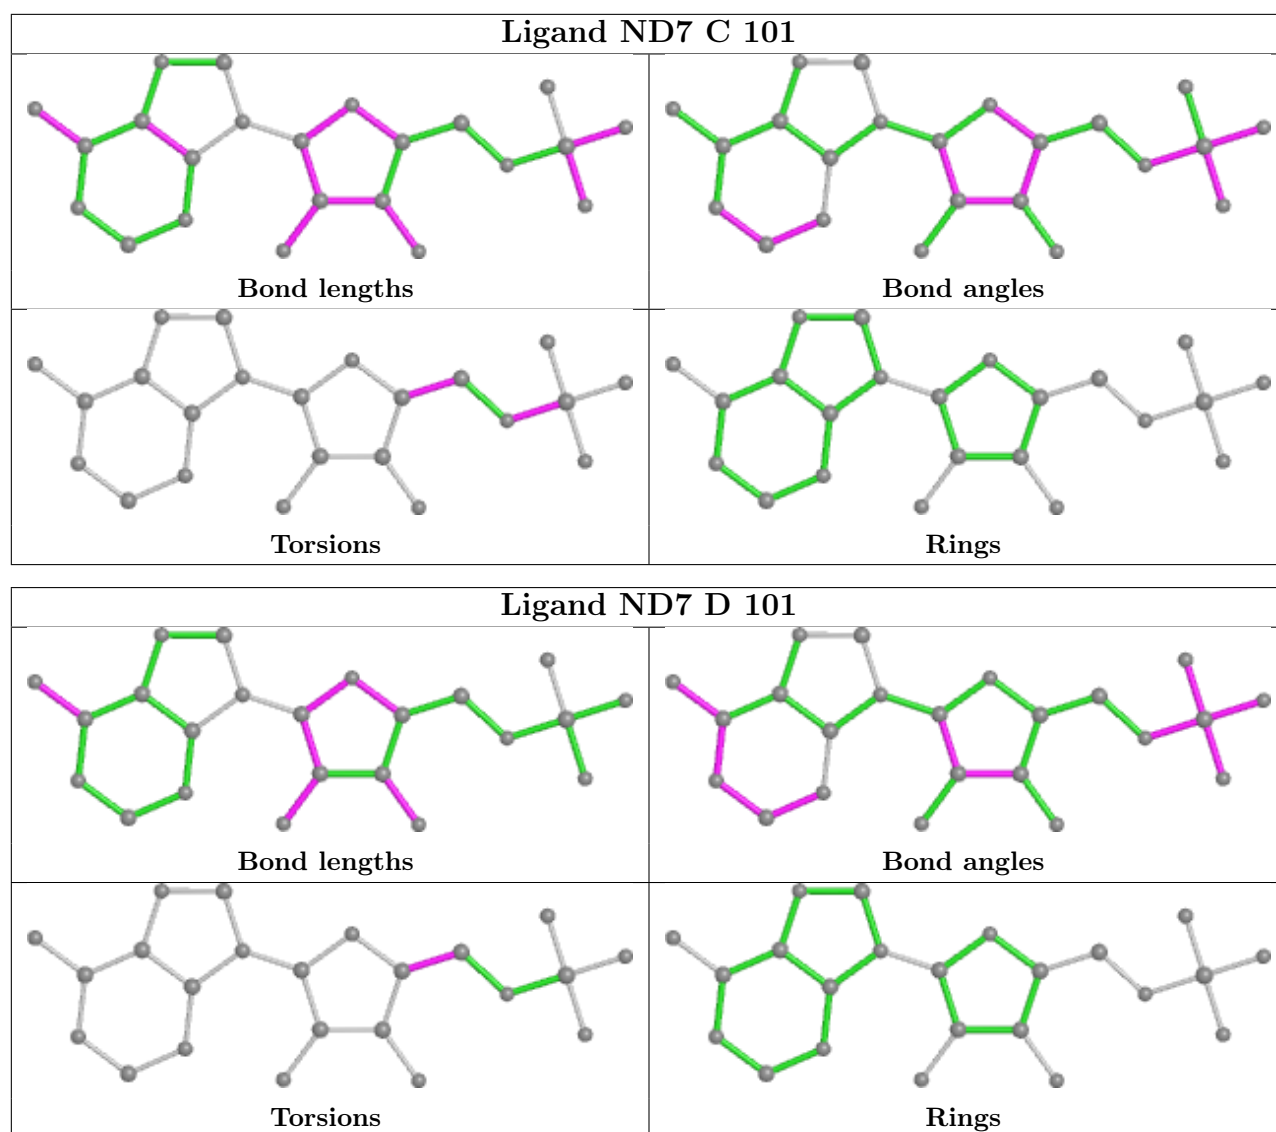 Ligand ND7 C 101
Bond lengths
Bond angles
Torsions
Rings
Ligand ND7 D 101
Bond lengths
Bond angles
Torsions
Rings